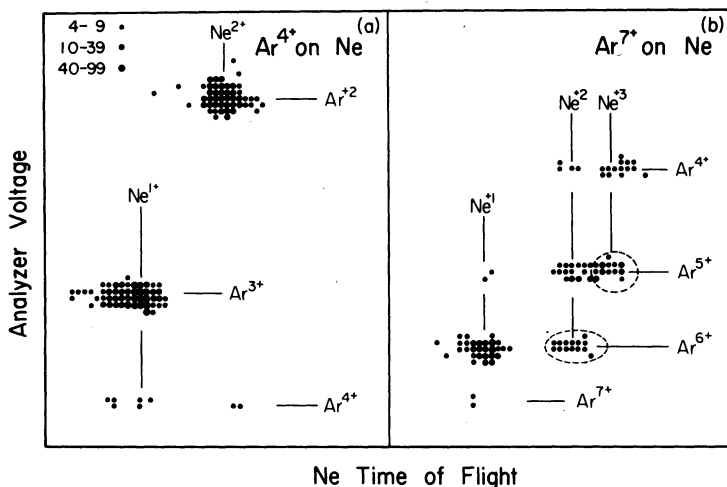 4- 9
10-39
40-99
(a)
Ne²⁺
Ar⁴⁺ on Ne
Ar⁺²
Ne¹⁺
Ar³⁺
Ar⁴⁺
(b)
Ar⁷⁺ on Ne
Ne⁺² Ne⁺³
Ar⁴⁺
Ne⁺¹
Ar⁵⁺
Ar⁶⁺
Ar⁷⁺
Analyzer Voltage
Ne Time of Flight